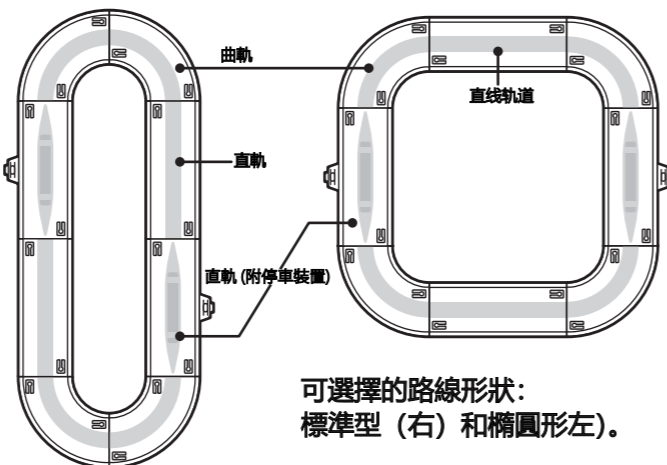 曲軌
直线轨道
直軌
直軌 (附停車裝置)
可選擇的路線形狀:
標準型（右）和橢圓形左)。